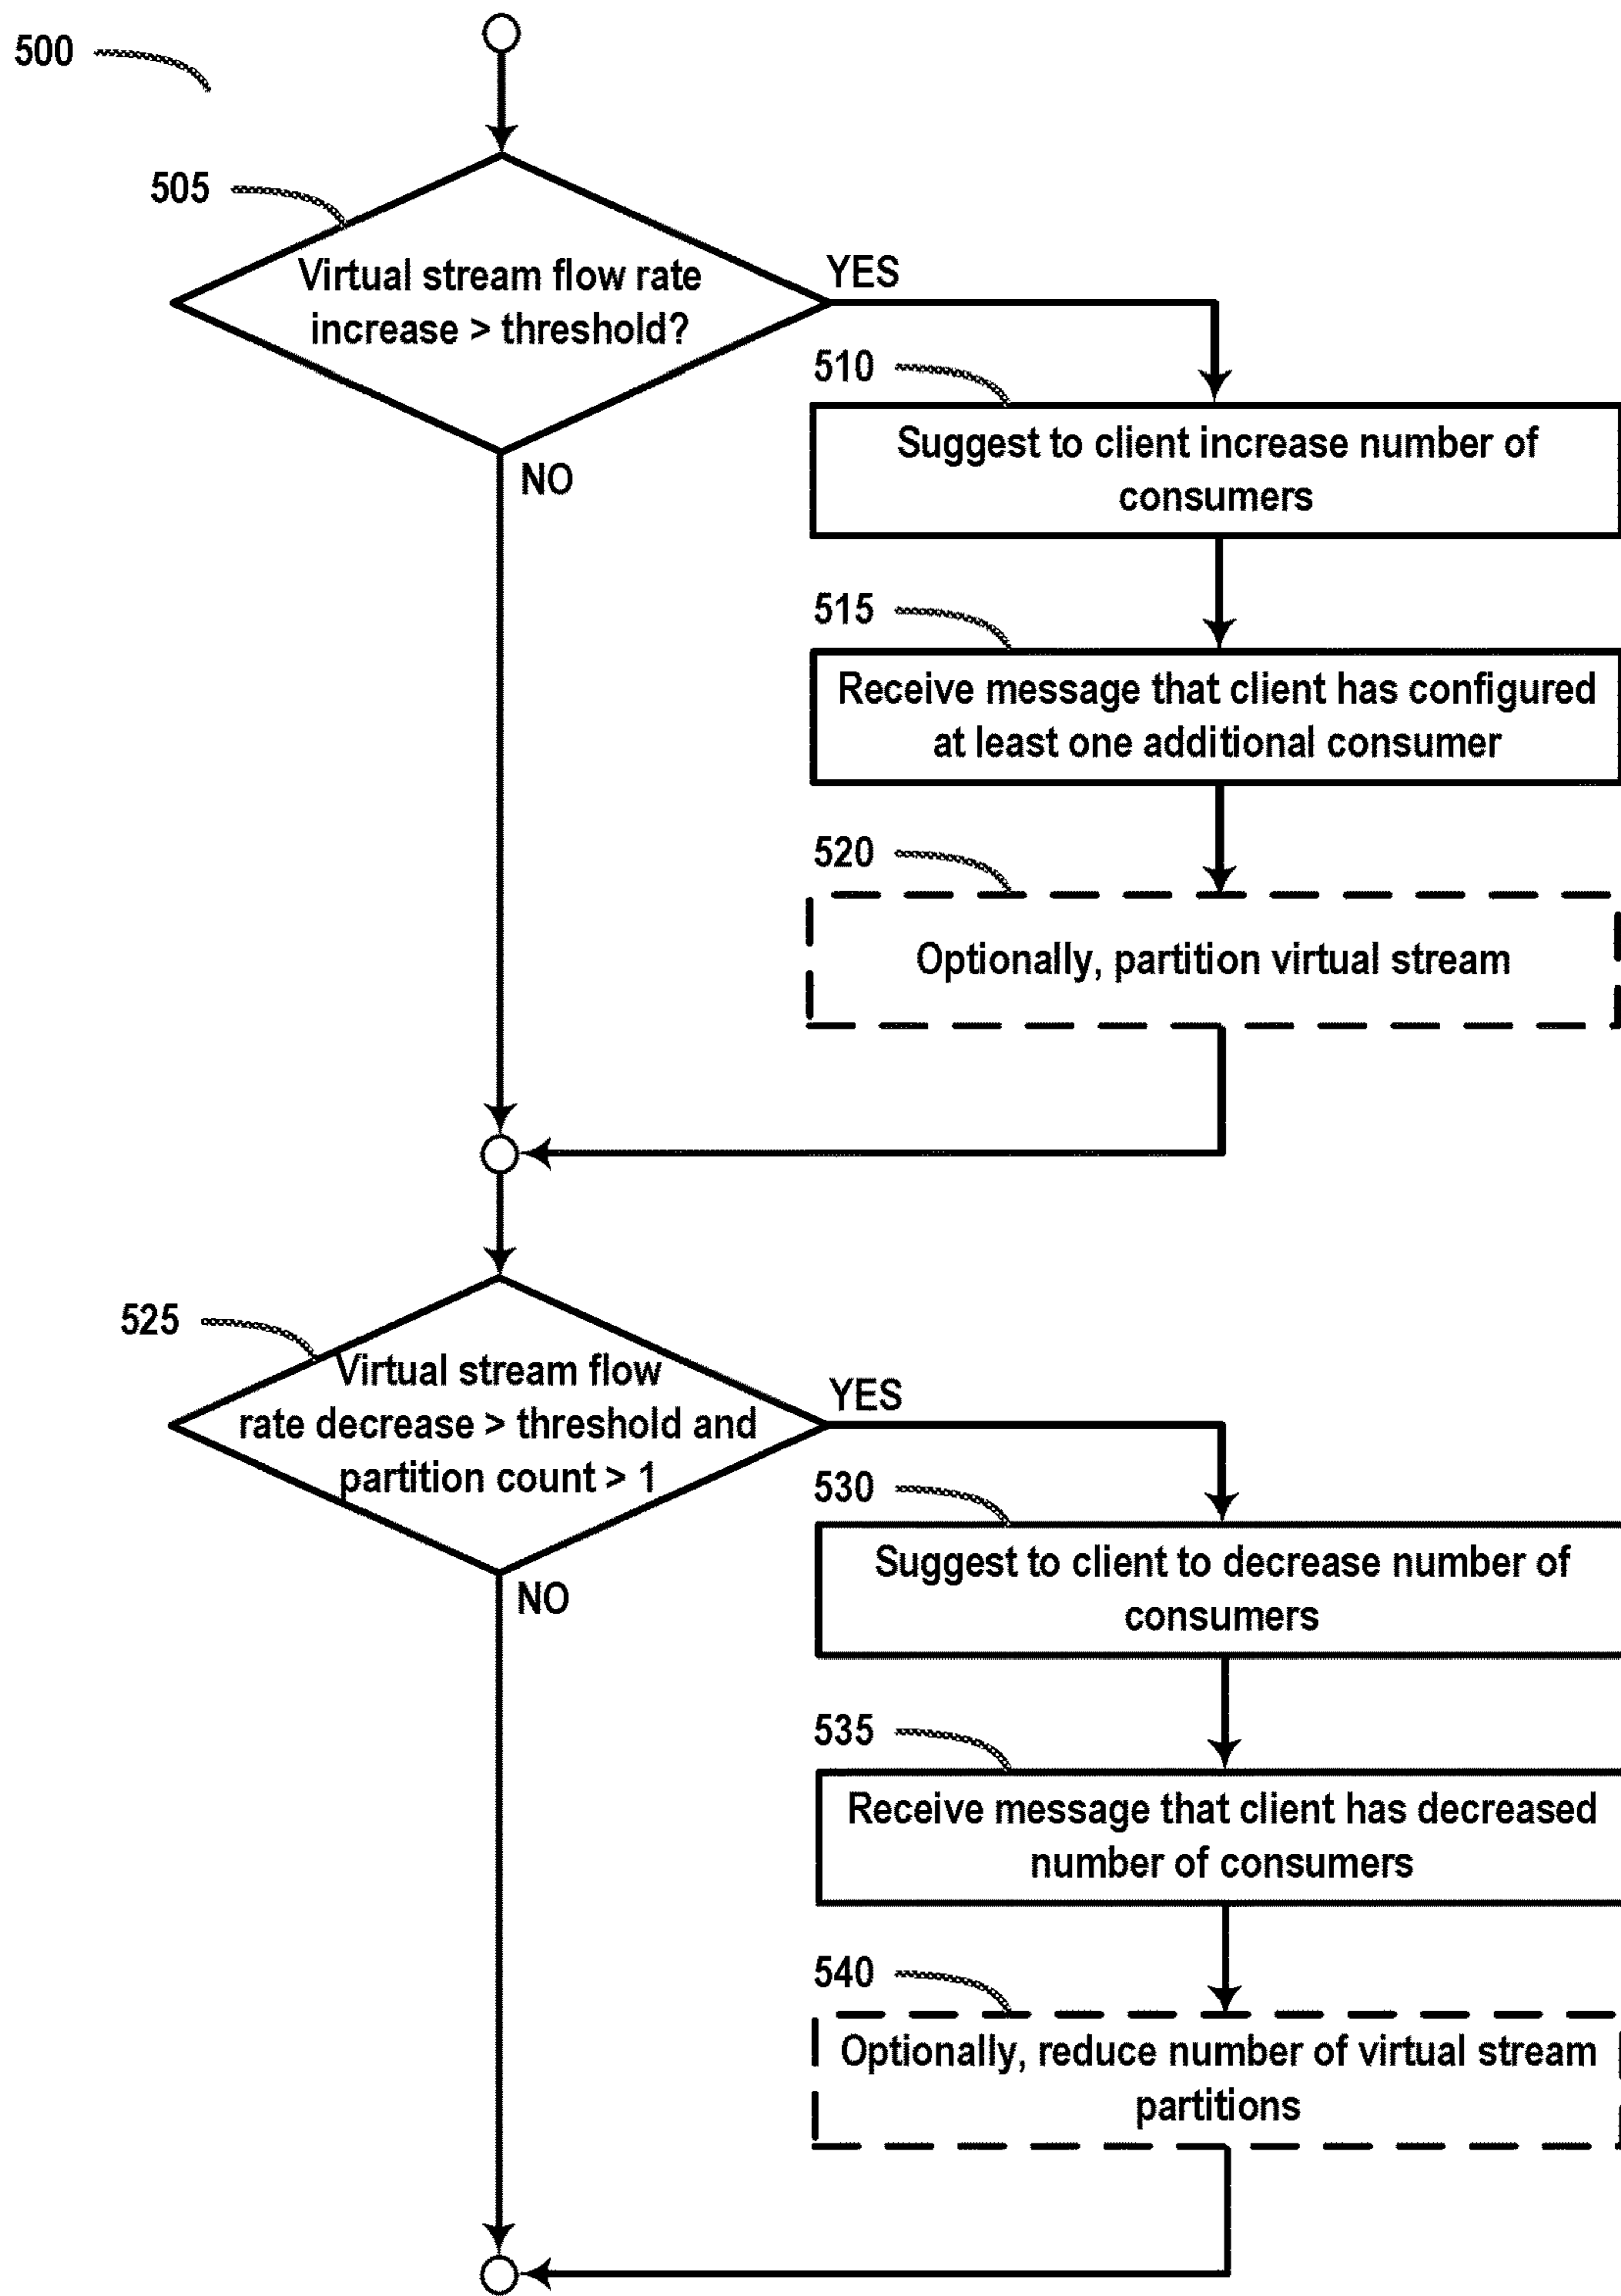 500
505
Virtual stream flow rate
increase > threshold?
YES
NO
510
Suggest to client increase number of
consumers
515
Receive message that client has configured
at least one additional consumer
520
Optionally, partition virtual stream
525
Virtual stream flow
rate decrease > threshold and
partition count > 1
YES
NO
530
Suggest to client to decrease number of
consumers
535
Receive message that client has decreased
number of consumers
540
Optionally, reduce number of virtual stream
partitions